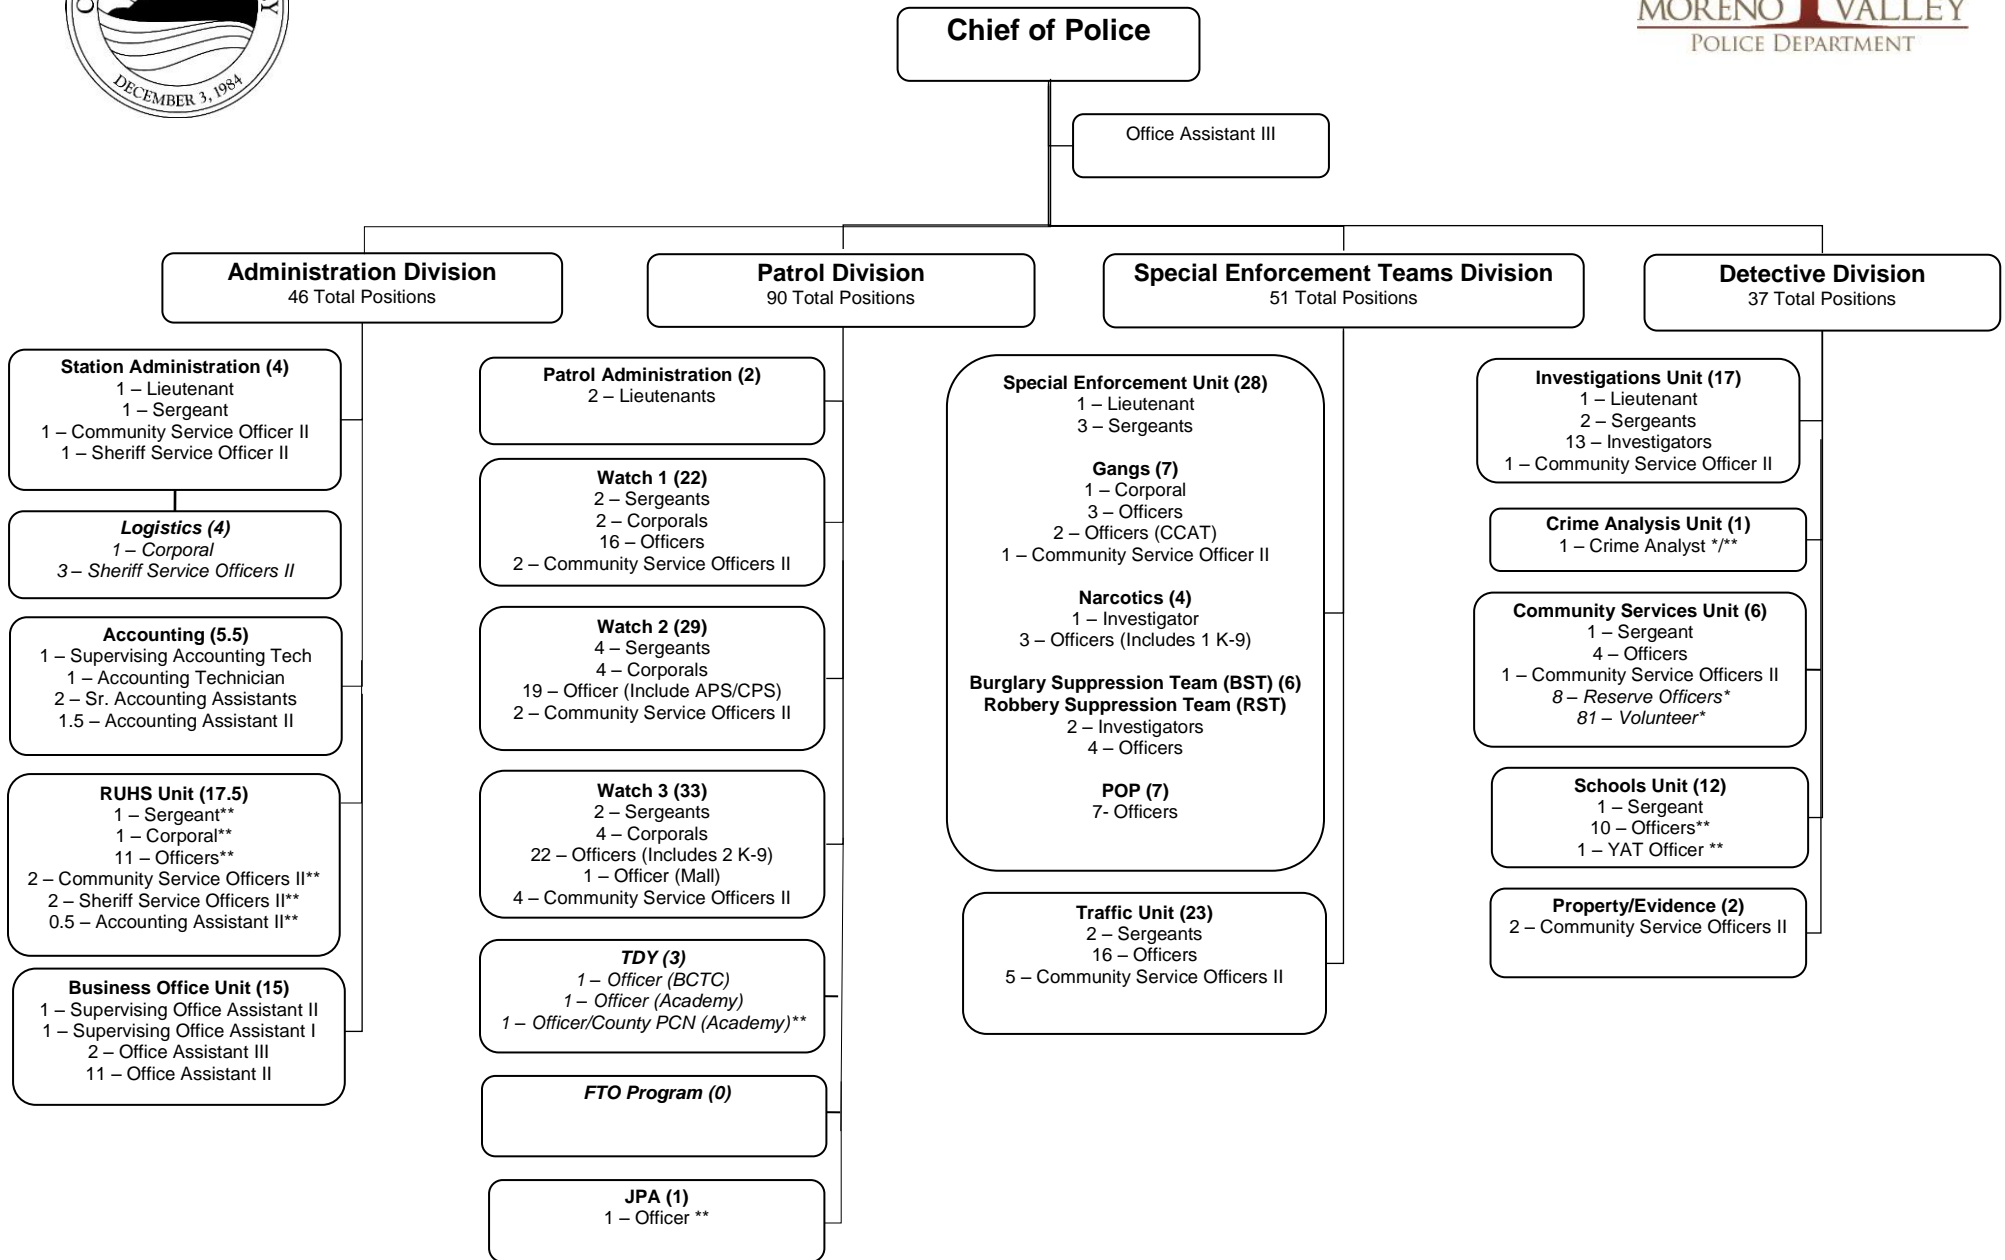 DECEMBER 3, 1984
MORENO VALLEY
POLICE DEPARTMENT
Chief of Police
Office Assistant III
Administration Division
46 Total Positions
Station Administration (4)
1 – Lieutenant
1 – Sergeant
1 – Community Service Officer II
1 – Sheriff Service Officer II
Logistics (4)
1 – Corporal
3 – Sheriff Service Officers II
Accounting (5.5)
1 – Supervising Accounting Tech
1 – Accounting Technician
2 – Sr. Accounting Assistants
1.5 – Accounting Assistant II
RUHS Unit (17.5)
1 – Sergeant**
1 – Corporal**
11 – Officers**
2 – Community Service Officers II**
2 – Sheriff Service Officers II**
0.5 – Accounting Assistant II**
Business Office Unit (15)
1 – Supervising Office Assistant II
1 – Supervising Office Assistant I
2 – Office Assistant III
11 – Office Assistant II
Patrol Division
90 Total Positions
Patrol Administration (2)
2 – Lieutenants
Watch 1 (22)
2 – Sergeants
2 – Corporals
16 – Officers
2 – Community Service Officers II
Watch 2 (29)
4 – Sergeants
4 – Corporals
19 – Officer (Include APS/CPS)
2 – Community Service Officers II
Watch 3 (33)
2 – Sergeants
4 – Corporals
22 – Officers (Includes 2 K-9)
1 – Officer (Mall)
4 – Community Service Officers II
TDY (3)
1 – Officer (BCTC)
1 – Officer (Academy)
1 – Officer/County PCN (Academy)**
FTO Program (0)
JPA (1)
1 – Officer **
Special Enforcement Teams Division
51 Total Positions
Special Enforcement Unit (28)
1 – Lieutenant
3 – Sergeants
Gangs (7)
1 – Corporal
3 – Officers
2 – Officers (CCAT)
1 – Community Service Officer II
Narcotics (4)
1 – Investigator
3 – Officers (Includes 1 K-9)
Burglary Suppression Team (BST) (6)
Robbery Suppression Team (RST)
2 – Investigators
4 – Officers
POP (7)
7- Officers
Traffic Unit (23)
2 – Sergeants
16 – Officers
5 – Community Service Officers II
Detective Division
37 Total Positions
Investigations Unit (17)
1 – Lieutenant
2 – Sergeants
13 – Investigators
1 – Community Service Officer II
Crime Analysis Unit (1)
1 – Crime Analyst */**
Community Services Unit (6)
1 – Sergeant
4 – Officers
1 – Community Service Officers II
8 – Reserve Officers*
81 – Volunteer*
Schools Unit (12)
1 – Sergeant
10 – Officers**
1 – YAT Officer **
Property/Evidence (2)
2 – Community Service Officers II